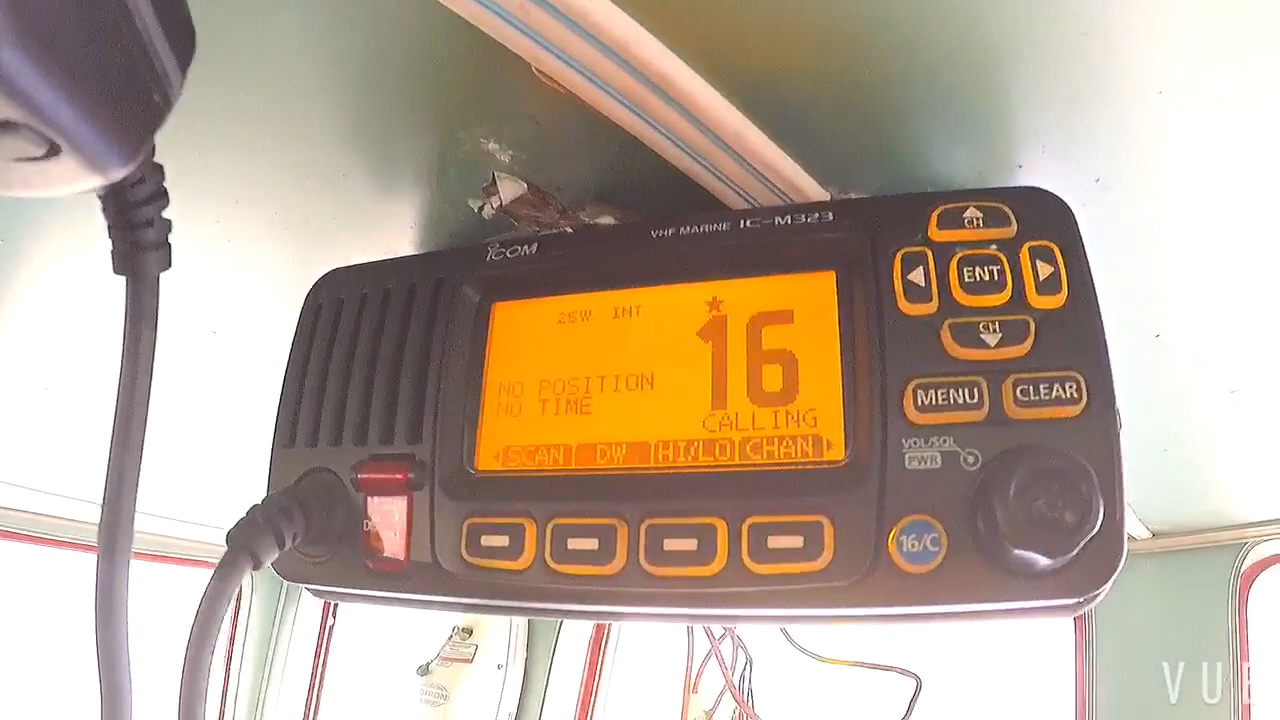 ICOM
VHF MARINE IC-M323
25W INT
16
NO POSITION
NO TIME
CALLING
SCAN DW HI/LO CHAN
CH
ENT
CH
MENU CLEAR
VOL/SQL
PWR
16/C
VUE